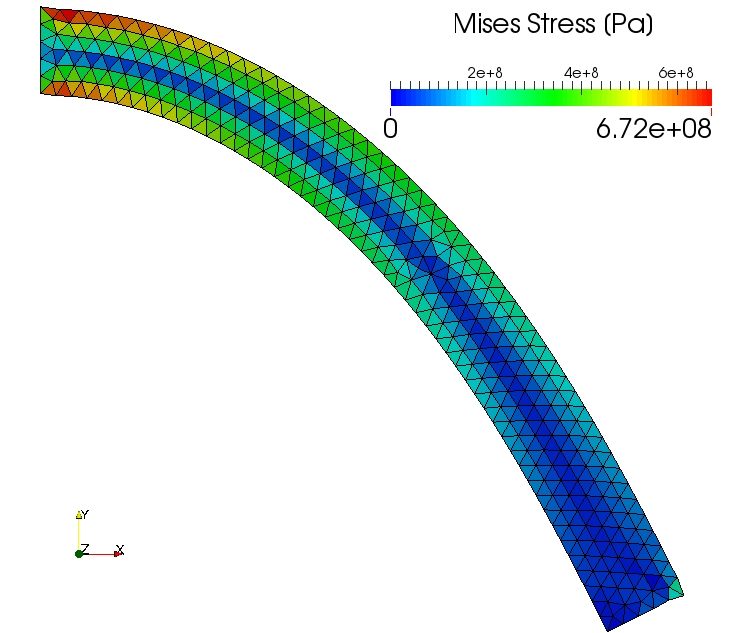 Mises Stress (Pa)
2e+8 4e+8 6e+8
0 6.72e+08
Y
Z X